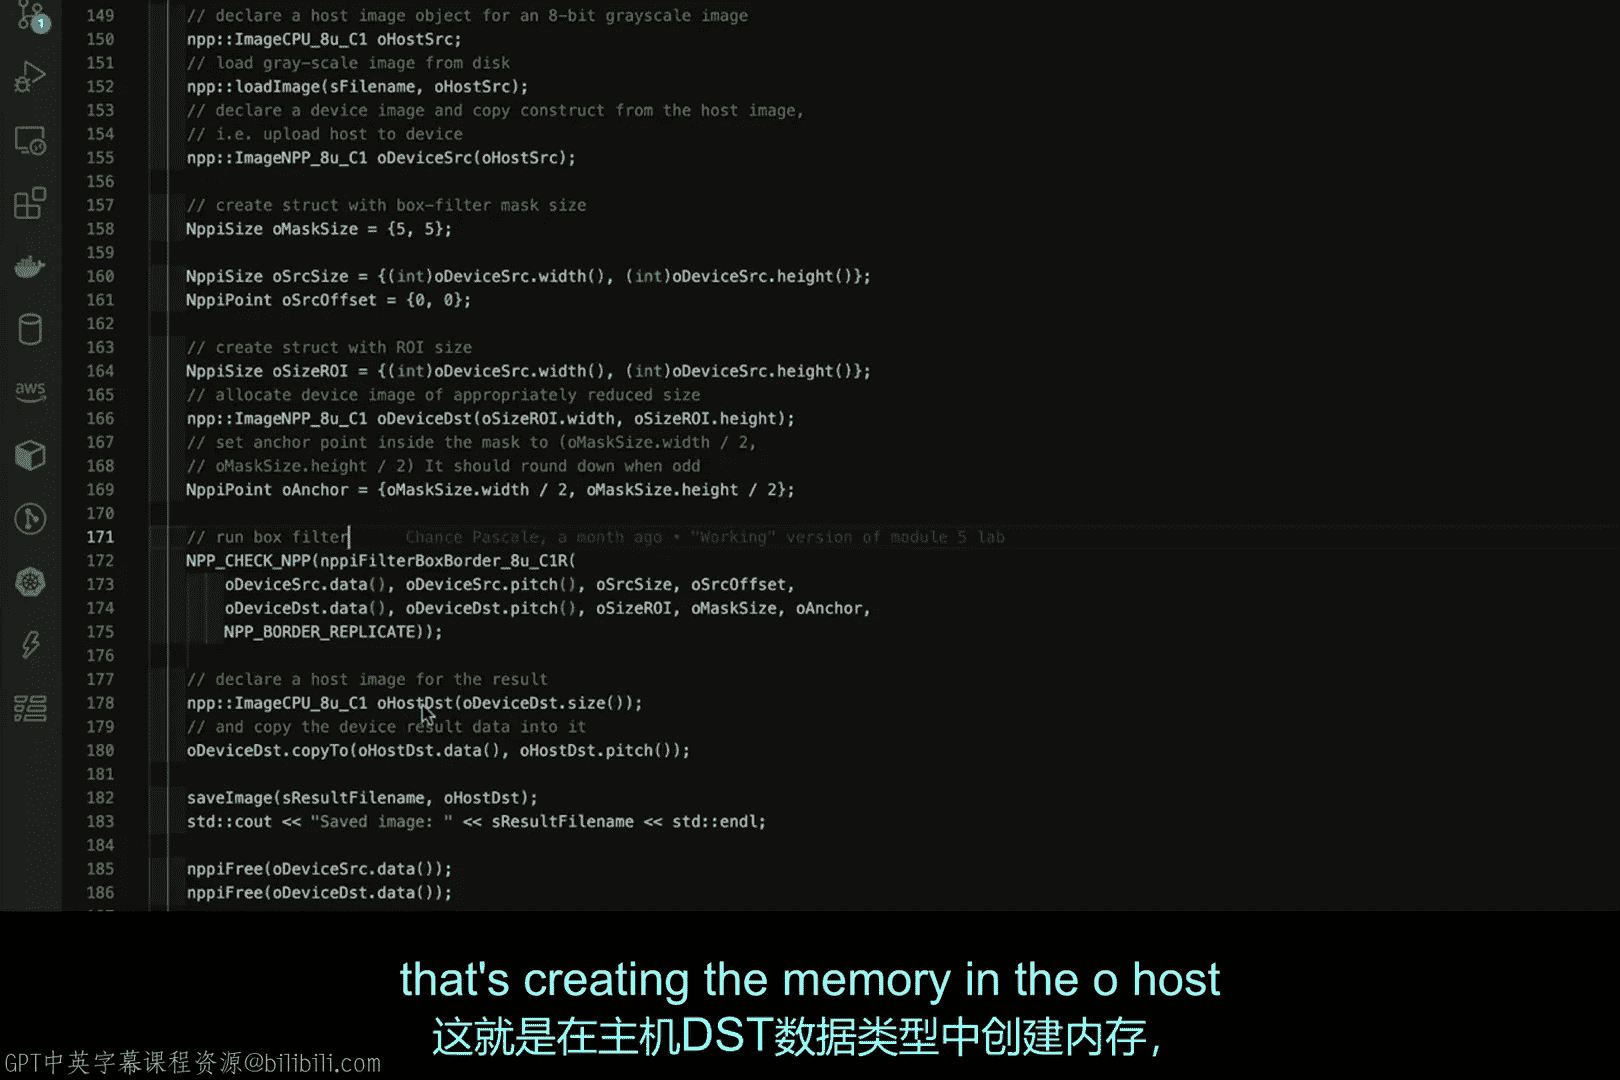 1
aws
149 // declare a host image object for an 8-bit grayscale image
150 npp::ImageCPU_8u_C1 oHostSrc;
151 // load gray-scale image from disk
152 npp::loadImage(sFilename, oHostSrc);
153 // declare a device image and copy construct from the host image,
154 // i.e. upload host to device
155 npp::ImageNPP_8u_C1 oDeviceSrc(oHostSrc);
156
157 // create struct with box-filter mask size
158 NppiSize oMaskSize = {5, 5};
159
160 NppiSize oSrcSize = {(int)oDeviceSrc.width(), (int)oDeviceSrc.height()};
161 NppiPoint oSrcOffset = {0, 0};
162
163 // create struct with ROI size
164 NppiSize oSizeROI = {(int)oDeviceSrc.width(), (int)oDeviceSrc.height()};
165 // allocate device image of appropriately reduced size
166 npp::ImageNPP_8u_C1 oDeviceDst(oSizeROI.width, oSizeROI.height);
167 // set anchor point inside the mask to (oMaskSize.width / 2,
168 // oMaskSize.height / 2) It should round down when odd
169 NppiPoint oAnchor = {oMaskSize.width / 2, oMaskSize.height / 2};
170
171 // run box filter Chance Pascale, a month ago • "Working" version of module 5 lab
172 NPP_CHECK_NPP(nppiFilterBoxBorder_8u_C1R(
173 oDeviceSrc.data(), oDeviceSrc.pitch(), oSrcSize, oSrcOffset,
174 oDeviceDst.data(), oDeviceDst.pitch(), oSizeROI, oMaskSize, oAnchor,
175 NPP_BORDER_REPLICATE));
176
177 // declare a host image for the result
178 npp::ImageCPU_8u_C1 oHostDst(oDeviceDst.size());
179 // and copy the device result data into it
180 oDeviceDst.copyTo(oHostDst.data(), oHostDst.pitch());
181
182 saveImage(sResultFilename, oHostDst);
183 std::cout << "Saved image: " << sResultFilename << std::endl;
184
185 nppiFree(oDeviceSrc.data());
186 nppiFree(oDeviceDst.data());
that's creating the memory in the o host
这就是在主机DST数据类型中创建内存，
GPT中英字幕课程资源@bilibili.com